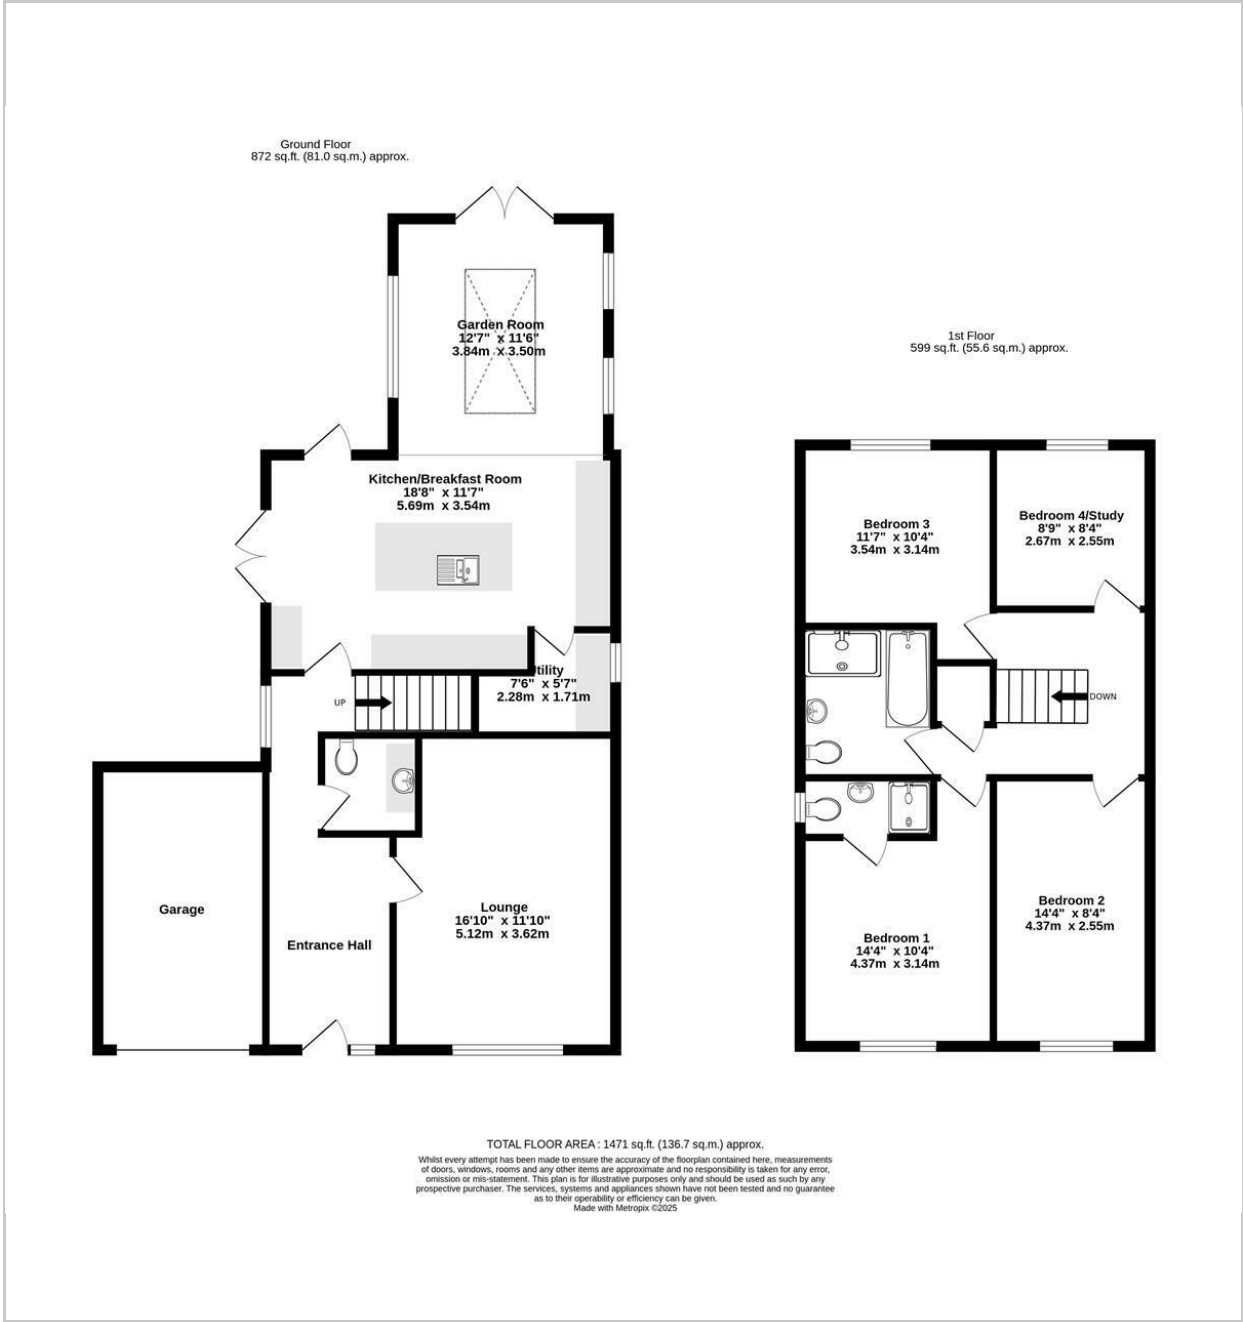 Ground Floor
872 sq.ft. (81.0 sq.m.) approx.
Garden Room
12'7" x 11'6"
3.84m x 3.50m
Kitchen/Breakfast Room
18'8" x 11'7"
5.69m x 3.54m
Utility
7'6" x 5'7"
2.28m x 1.71m
UP
Garage
Entrance Hall
Lounge
16'10" x 11'10"
5.12m x 3.62m
1st Floor
599 sq.ft. (55.6 sq.m.) approx.
Bedroom 3
11'7" x 10'4"
3.54m x 3.14m
Bedroom 4/Study
8'9" x 8'4"
2.67m x 2.55m
DOWN
Bedroom 1
14'4" x 10'4"
4.37m x 3.14m
Bedroom 2
14'4" x 8'4"
4.37m x 2.55m
TOTAL FLOOR AREA : 1471 sq.ft. (136.7 sq.m.) approx.
Whilst every attempt has been made to ensure the accuracy of the floorplan contained here, measurements
of doors, windows, rooms and any other items are approximate and no responsibility is taken for any error,
omission or mis-statement. This plan is for illustrative purposes only and should be used as such by any
prospective purchaser. The services, systems and appliances shown have not been tested and no guarantee
as to their operability or efficiency can be given.
Made with Metropix ©2025